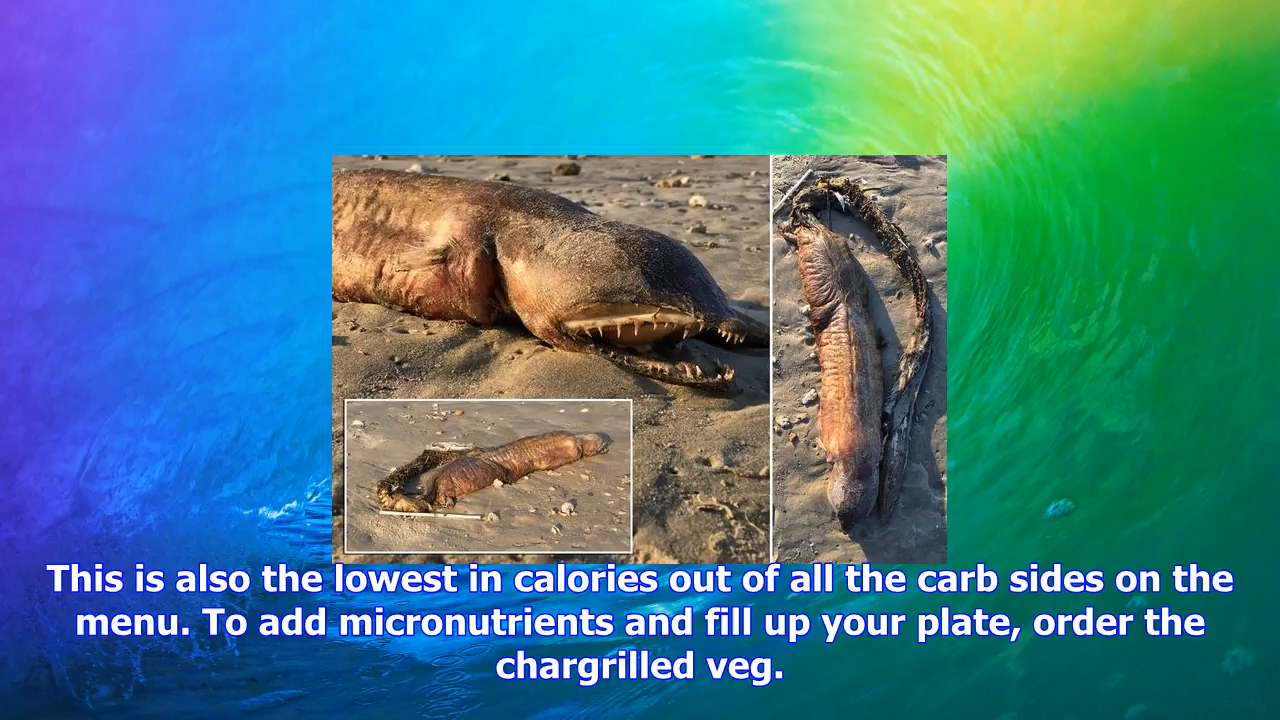 This is also the lowest in calories out of all the carb sides on the
menu. To add micronutrients and fill up your plate, order the
chargrilled veg.